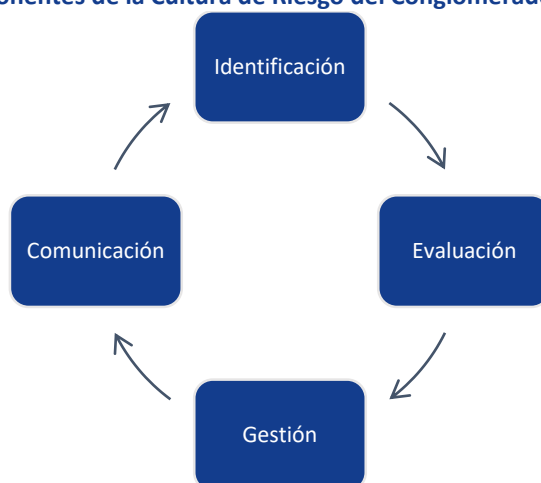 de la Cultura de Riesgo del
Identificación
Comunicación
Evaluación
Gestión